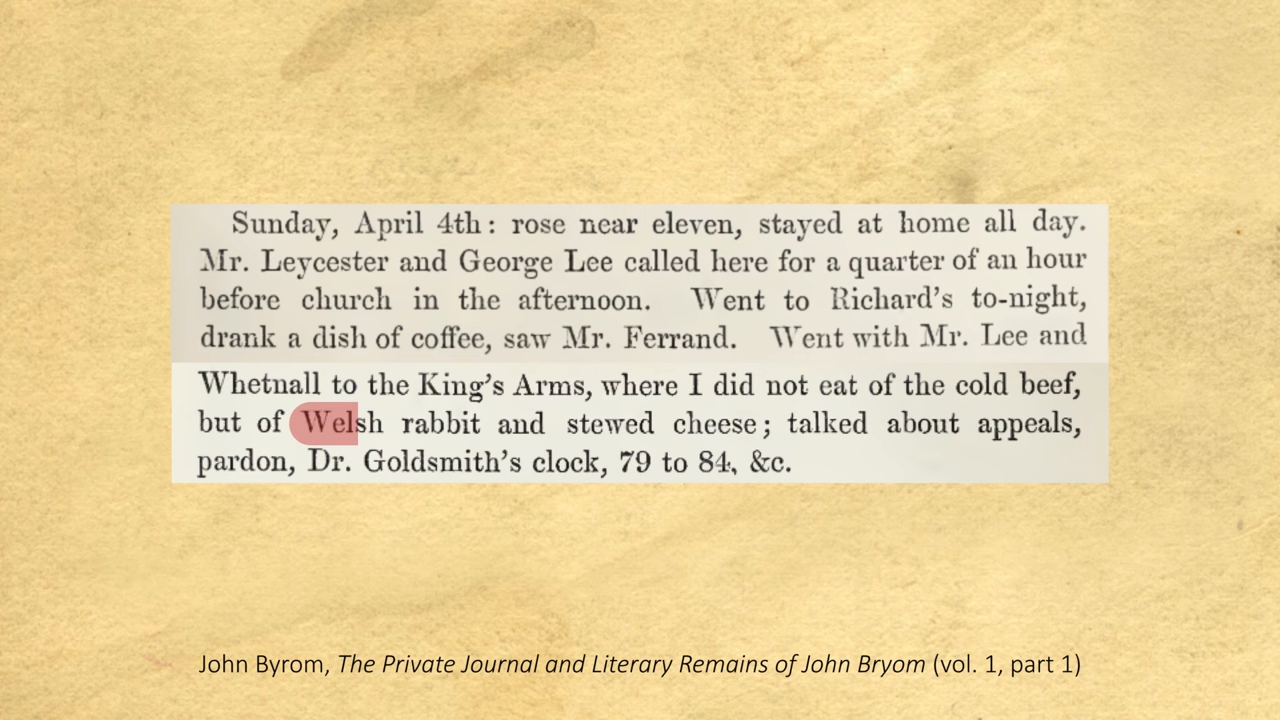 Sunday, April 4th: rose near eleven, stayed at home all day.
Mr. Leycester and George Lee called here for a quarter of an hour
before church in the afternoon. Went to Richard's to-night,
drank a dish of coffee, saw Mr. Ferrand. Went with Mr. Lee and
Whetnall to the King's Arms, where I did not eat of the cold beef,
but of Welsh rabbit and stewed cheese; talked about appeals,
pardon, Dr. Goldsmith's clock, 79 to 84, &c.
John Byrom, The Private Journal and Literary Remains of John Bryom (vol. 1, part 1)